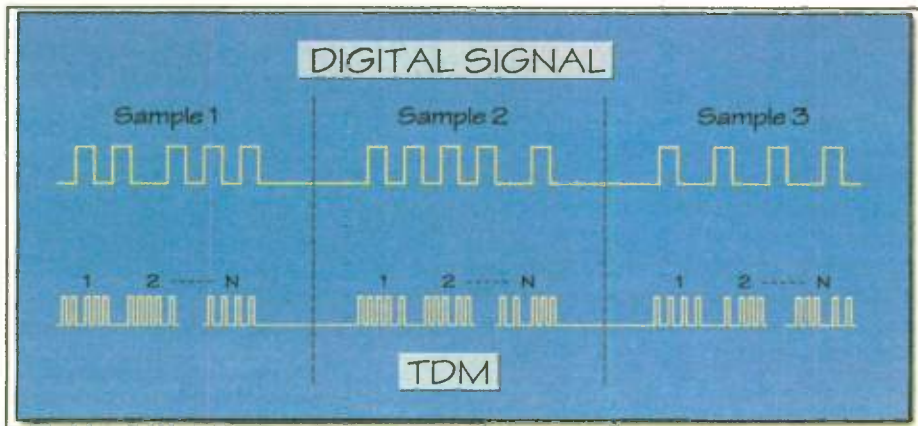 DIGITAL SIGNAL
Sample 1 Sample 2 Sample 3
1 2 ----- N 1 2 ----- N 1 2 ----- N
TDM